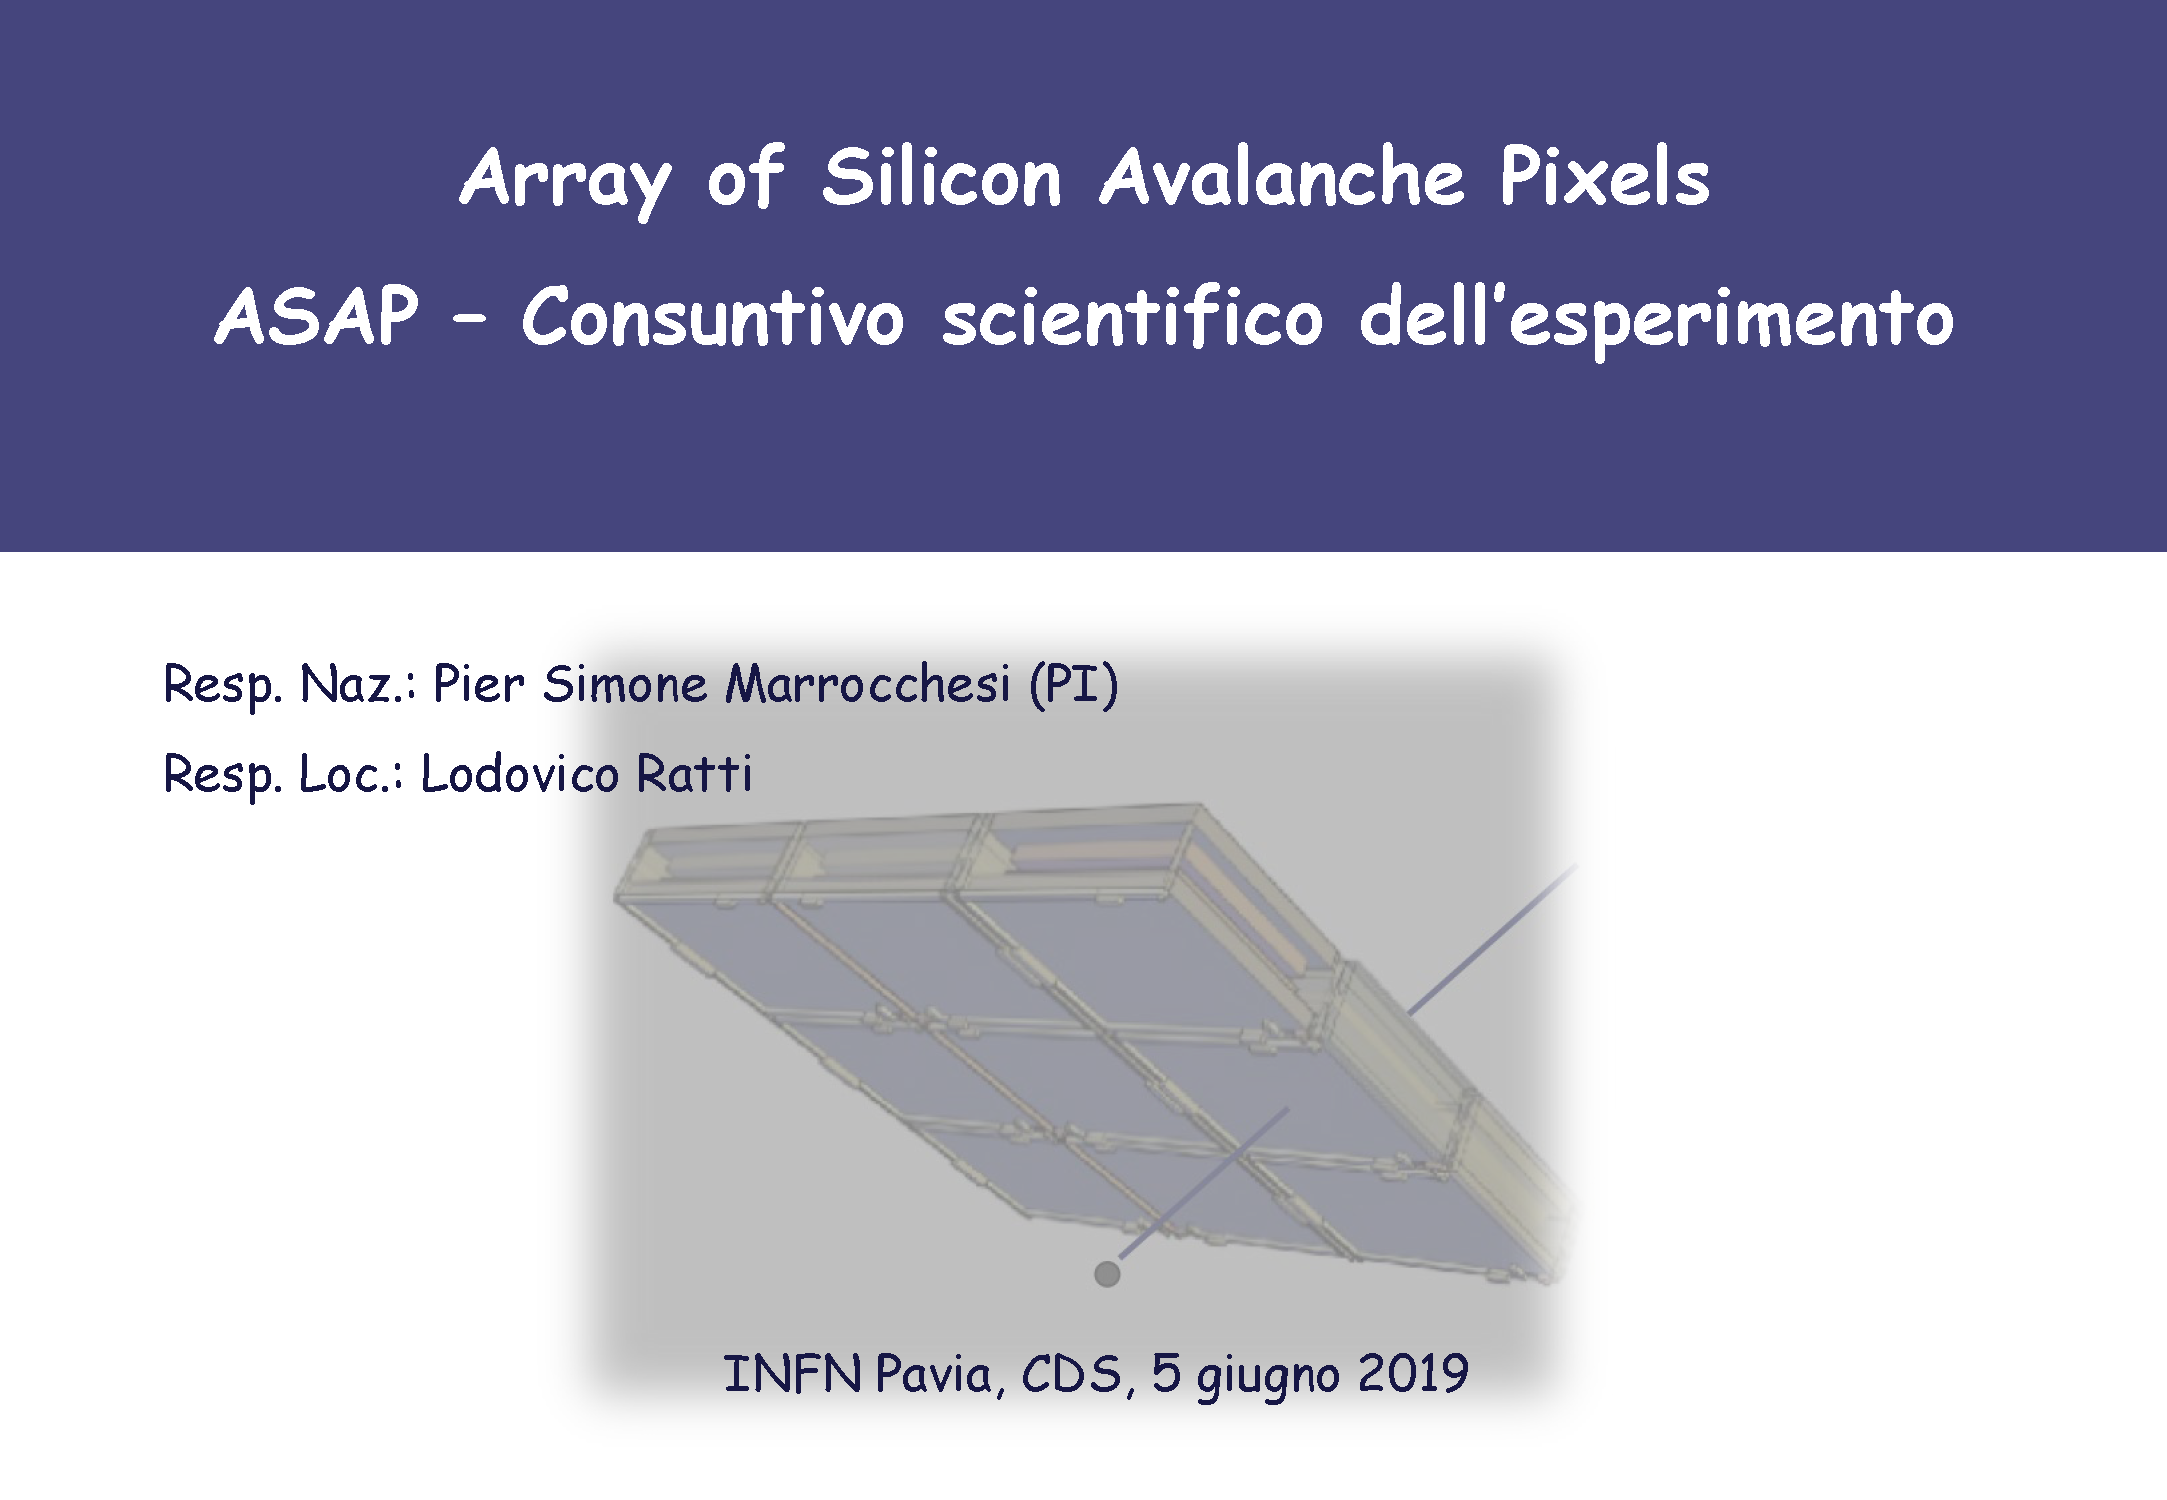 Array of Silicon Avalanche Pixels
ASAP – Consuntivo scientifico dell’esperimento
Resp. Naz.: Pier Simone Marrocchesi (PI)
Resp. Loc.: Lodovico Ratti
INFN Pavia, CDS, 5 giugno 2019